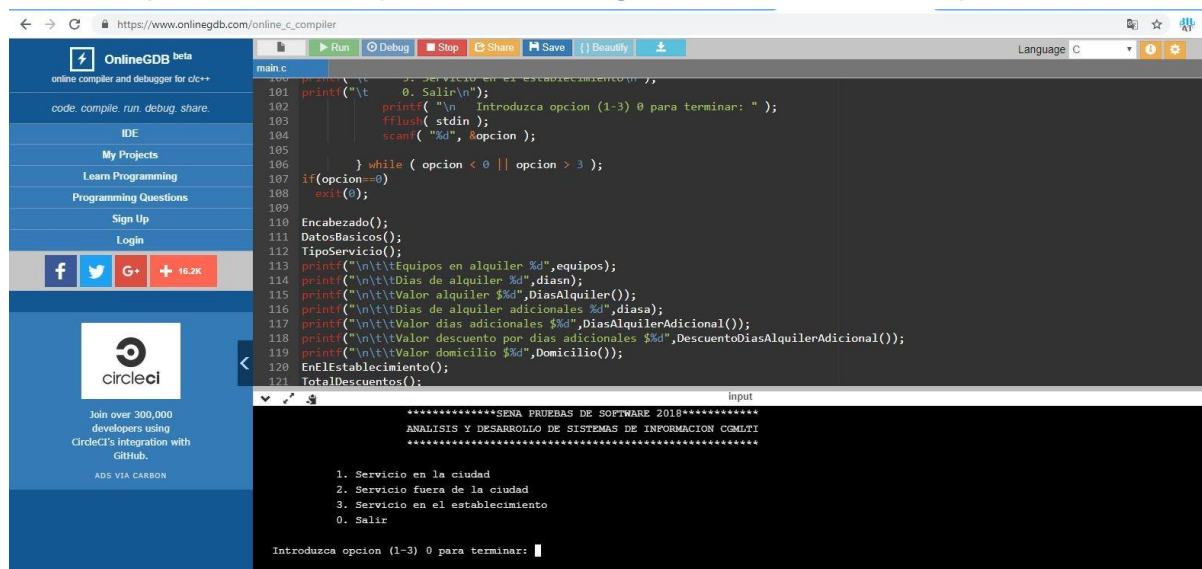 https://www.onlinegdb.com/online_c_compiler
OnlineGDB beta
online compiler and debugger for c/c++
code. compile. run. debug. share.
IDE
My Projects
Learn Programming
Programming Questions
Sign Up
Login
f
G+
+ 16.2K
circleci
Join over 300,000
developers using
CircleCI's integration with
GitHub.
ADS VIA CARBON
Run Debug Stop Share Save { } Beautify
Language C
main.c
100 printf( "\t 3. Servicio en el establecimiento\n");
101 printf("\t 0. Salir\n");
102 printf( "\n Introduzca opcion (1-3) 0 para terminar: " );
103 fflush( stdin );
104 scanf( "%d", &opcion );
105
106 } while ( opcion < 0 || opcion > 3 );
107 if(opcion==0)
108 exit(0);
109
110 Encabezado();
111 DatosBasicos();
112 TipoServicio();
113 printf("\n\t\tEquipos en alquiler %d",equipos);
114 printf("\n\t\tDias de alquiler %d",diasn);
115 printf("\n\t\tValor alquiler $%d",DiasAlquiler());
116 printf("\n\t\tDias de alquiler adicionales %d",diasa);
117 printf("\n\t\tValor dias adicionales $%d",DiasAlquilerAdicional());
118 printf("\n\t\tValor descuento por dias adicionales $%d",DescuentoDiasAlquilerAdicional());
119 printf("\n\t\tValor domicilio $%d",Domicilio());
120 EnElEstablecimiento();
121 TotalDescuentos();
input
**************SENA PRUEBAS DE SOFTWARE 2018************
ANALISIS Y DESARROLLO DE SISTEMAS DE INFORMACION CGMLTI
*******************************************************
1. Servicio en la ciudad
2. Servicio fuera de la ciudad
3. Servicio en el establecimiento
0. Salir
Introduzca opcion (1-3) 0 para terminar: